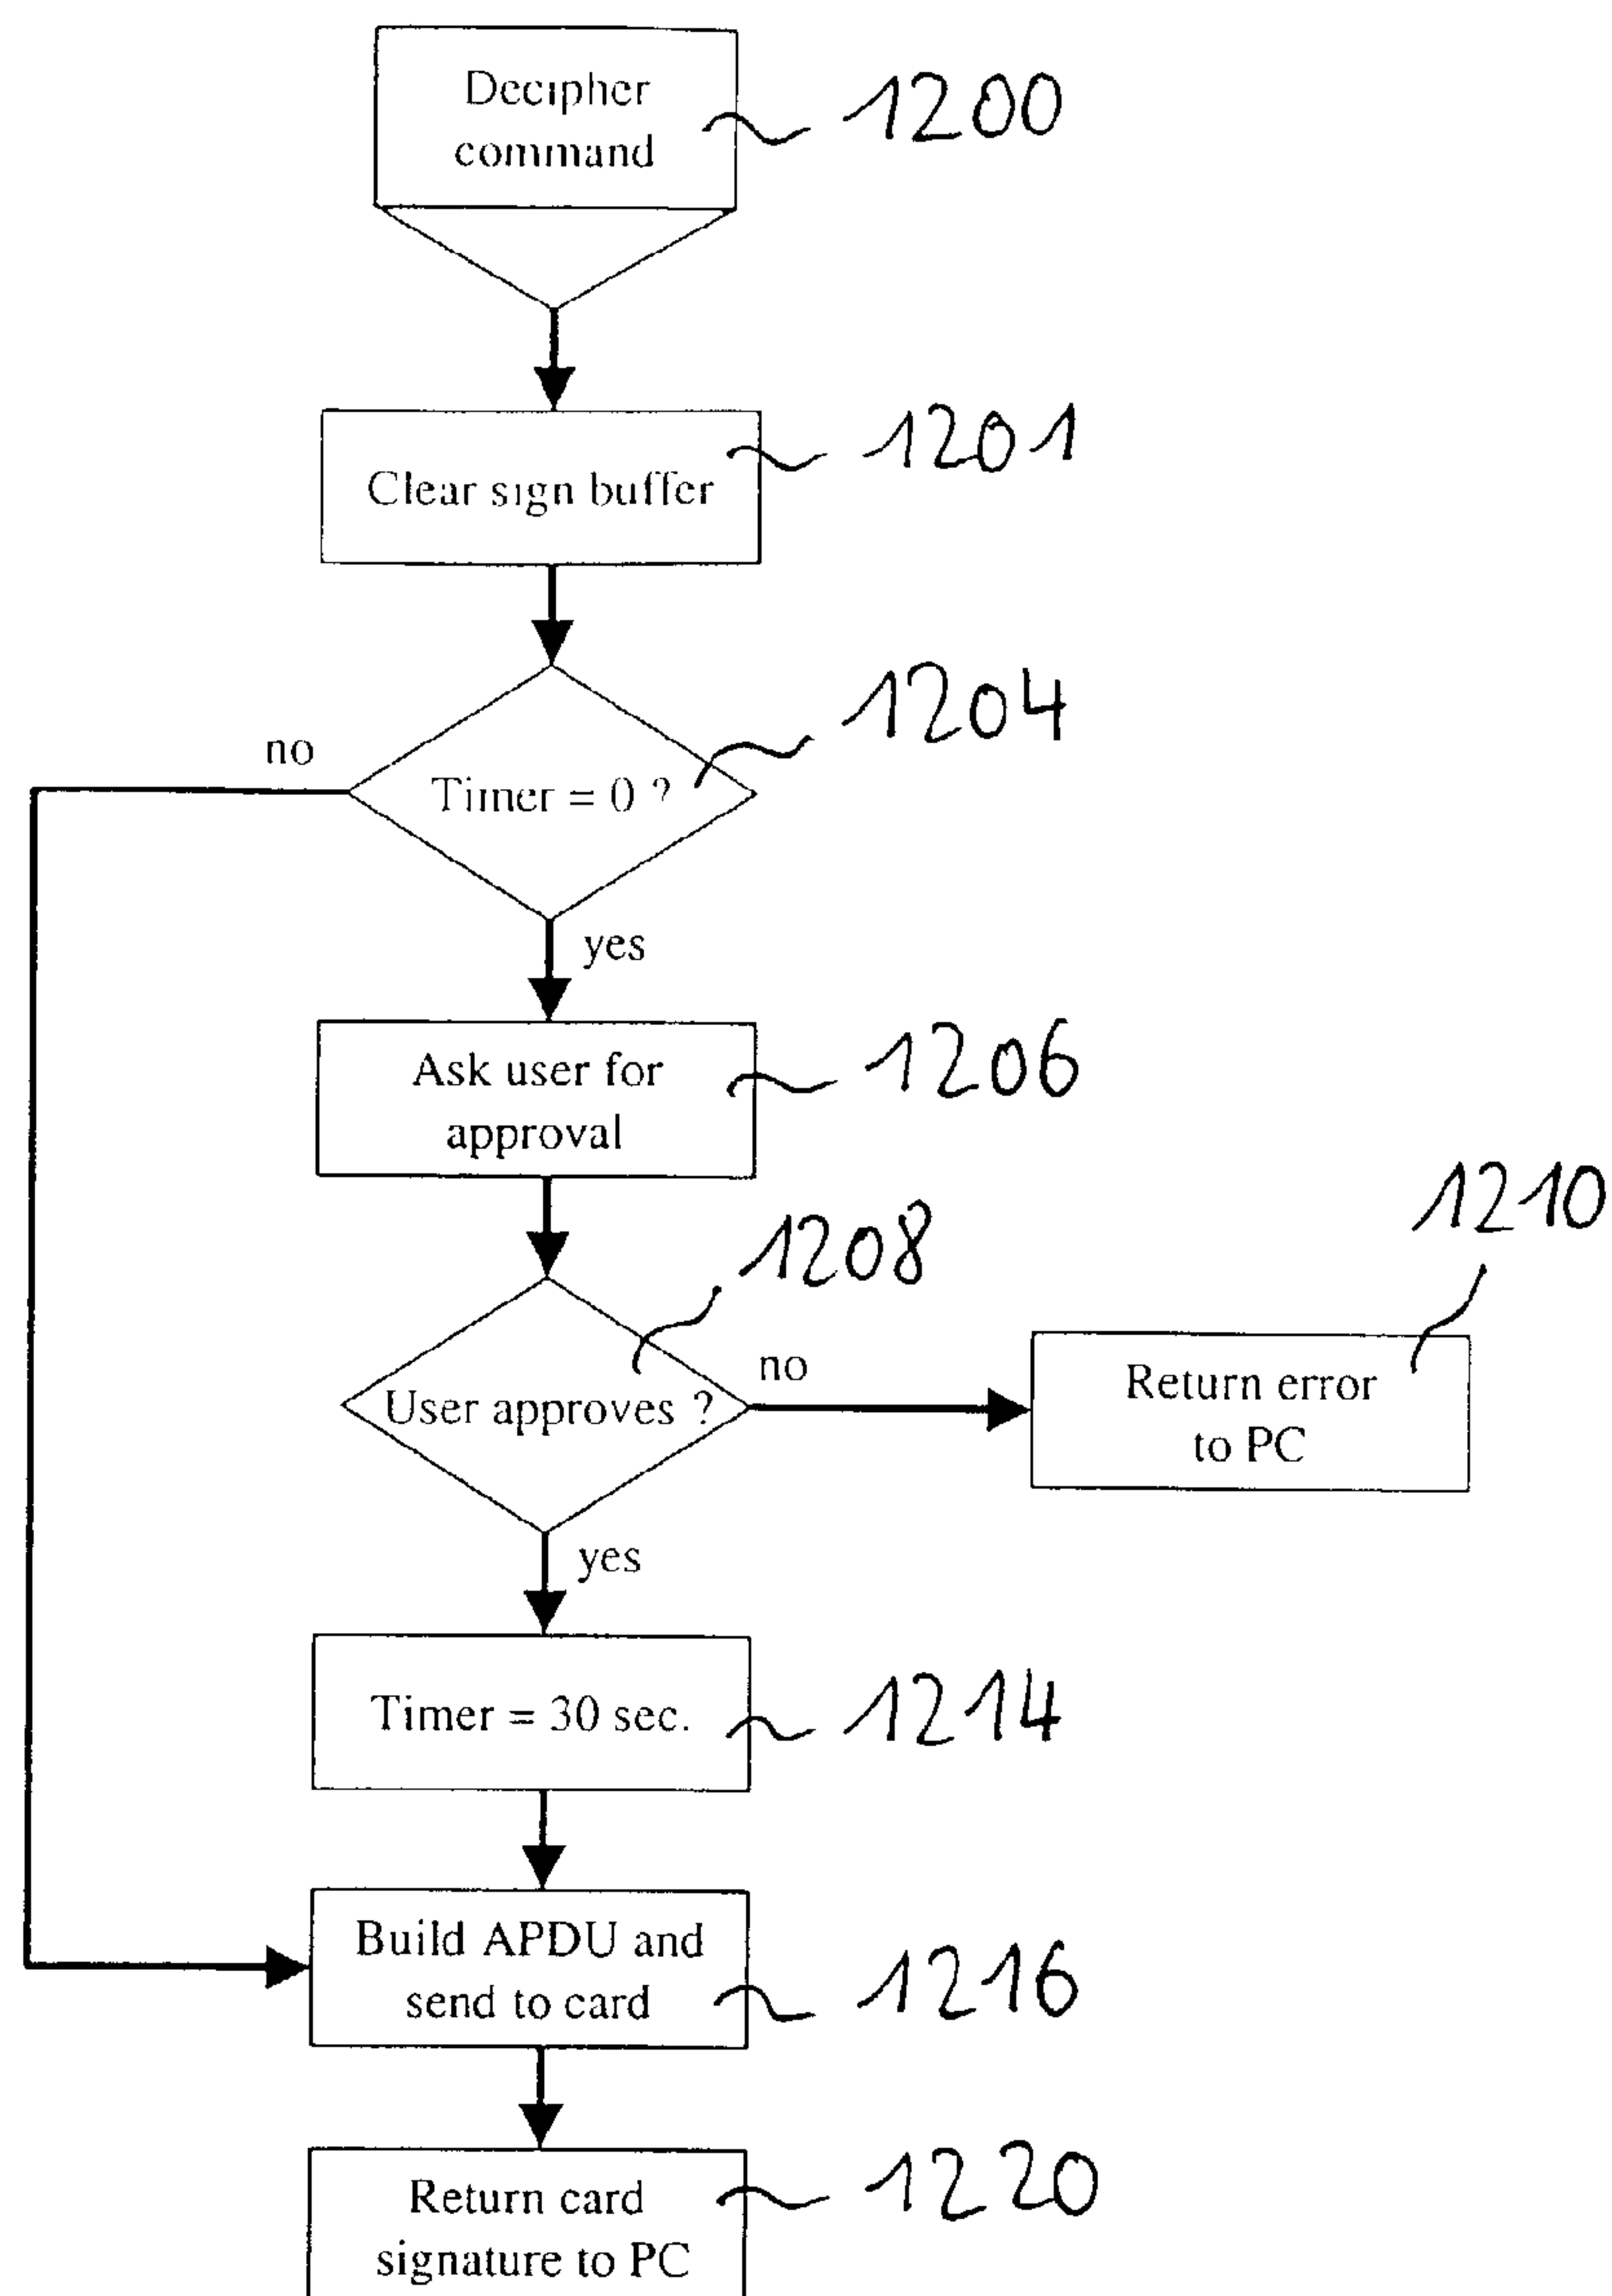 Decipher
command
1200
Clear sign buffer
1201
no
Timer = 0 ?
1204
yes
Ask user for
approval
1206
1208
User approves ?
no
1210
Return error
to PC
yes
Timer = 30 sec.
1214
Build APDU and
send to card
1216
Return card
signature to PC
1220